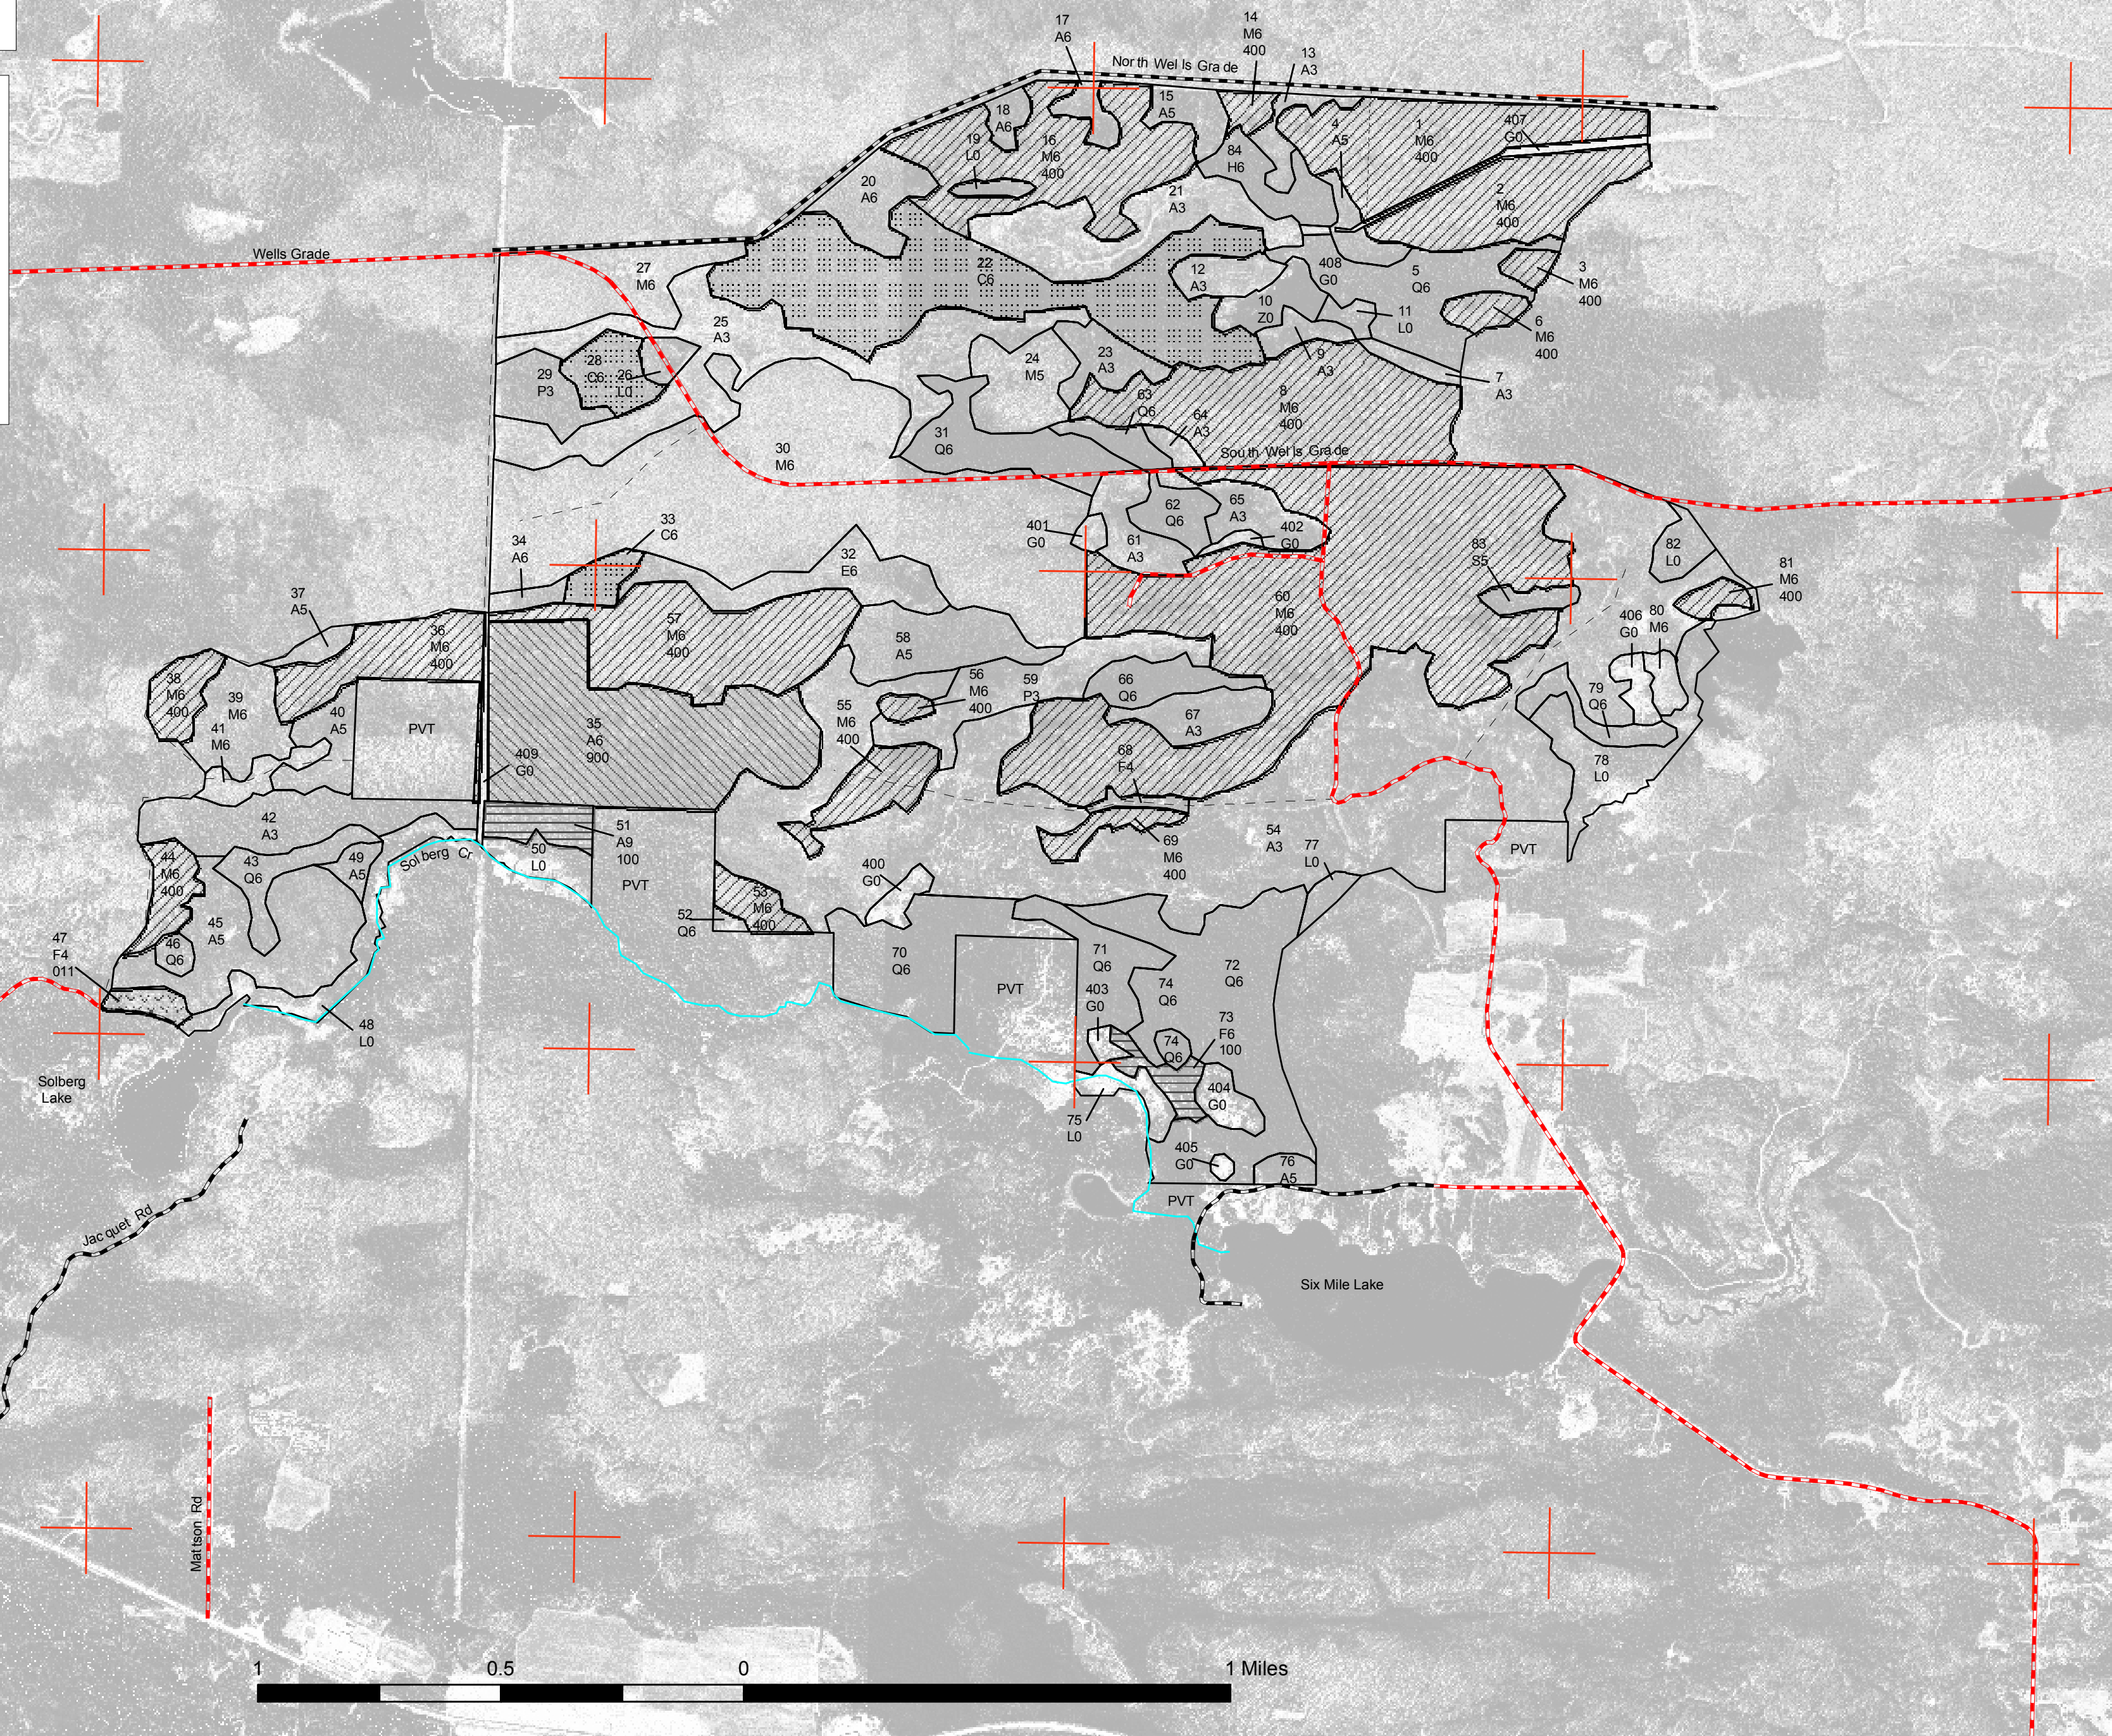 17
A6
14
M6
400
13
A3
North Wells Grade
18
A6
15
A5
19
L0
16
M6
400
84
H6
4
A5
1
M6
400
407
G0
20
A6
21
A3
2
M6
400
Wells Grade
27
M6
22
C6
12
A3
408
G0
5
Q6
3
M6
400
10
Z0
11
L0
6
M6
400
25
A3
28
C6
26
L0
29
P3
24
M5
23
A3
9
A3
7
A3
63
Q6
64
A3
8
M6
400
31
Q6
30
M6
South Wells Grade
33
C6
34
A6
32
E6
401
G0
62
Q6
65
A3
402
G0
61
A3
83
S5
82
L0
81
M6
400
37
A5
36
M6
400
57
M6
400
58
A5
60
M6
400
406
G0
80
M6
38
M6
400
39
M6
41
M6
40
A5
PVT
409
G0
35
A6
900
55
M6
400
56
M6
400
59
P3
66
Q6
67
A3
79
Q6
78
L0
68
F4
42
A3
Solberg Cr
51
A9
100
50
L0
PVT
69
M6
400
54
A3
77
L0
PVT
44
M6
400
43
Q6
49
A5
400
G0
53
M6
400
52
Q6
45
A5
46
Q6
47
F4
011
48
L0
70
Q6
PVT
71
Q6
72
Q6
74
Q6
403
G0
73
F6
100
74
Q6
404
G0
75
L0
405
G0
76
A5
PVT
Solberg
Lake
Jacquet Rd
Six Mile Lake
Mattson Rd
1 0.5 0 1 Miles